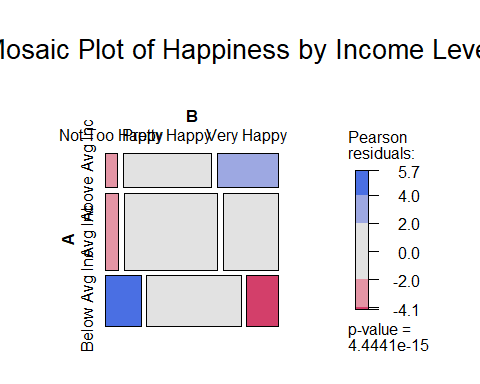 Mosaic Plot of Happiness by Income Leve
B
Not Too Happy Pretty Happy Very Happy
A
Above Avg Inc
Avg Inc
Below Avg Inc
Pearson
residuals:
5.7
4.0
2.0
0.0
-2.0
-4.1
p-value =
4.4441e-15